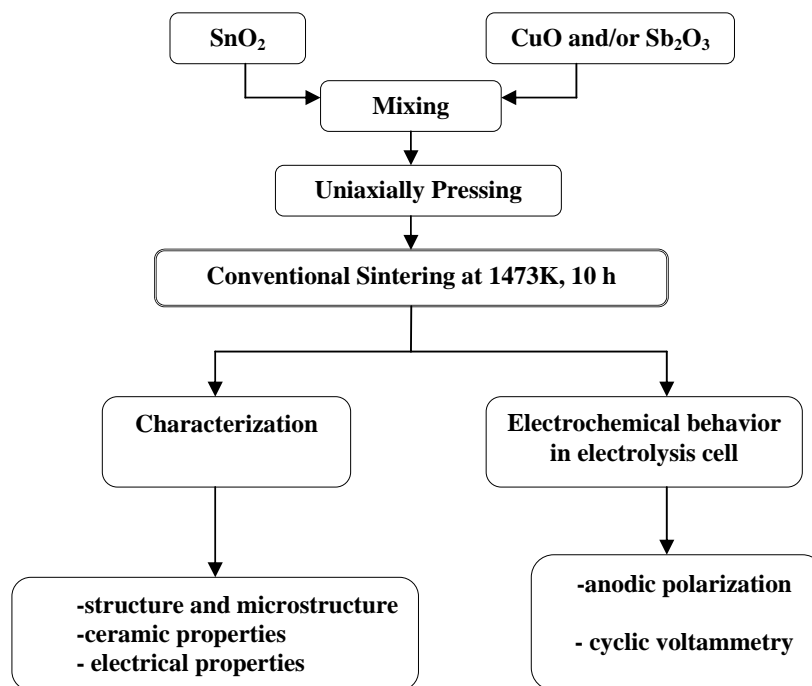 SnO₂
CuO and/or Sb₂O₃
Mixing
Uniaxially Pressing
Conventional Sintering at 1473K, 10 h
Characterization
Electrochemical behavior
in electrolysis cell
-structure and microstructure
-ceramic properties
- electrical properties
-anodic polarization
- cyclic voltammetry